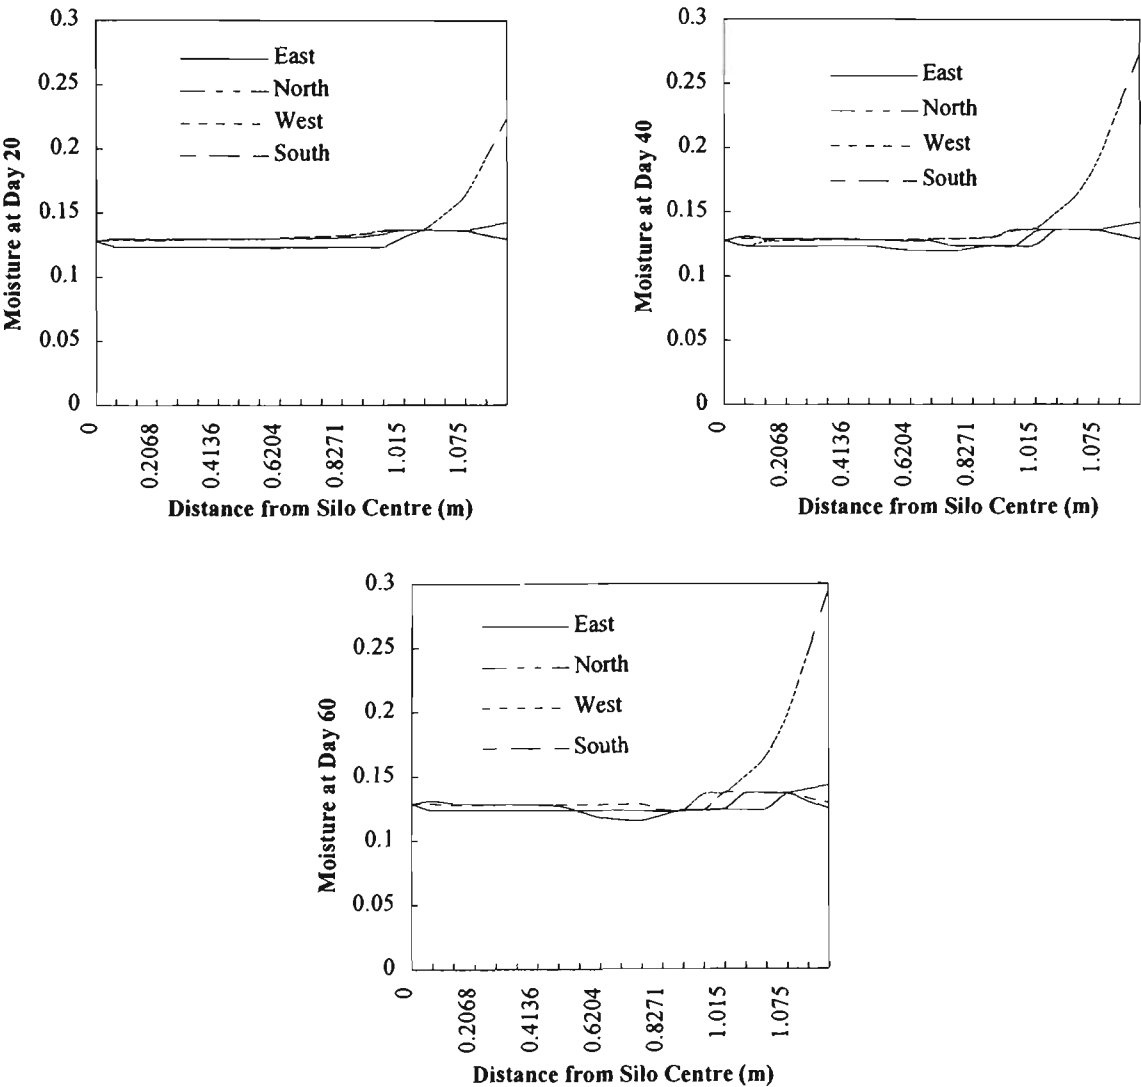 0.3
0.25
0.2
0.15
0.1
0.05
0
Moisture at Day 20
East
North
West
South
0
0.2068
0.4136
0.6204
0.8271
1.015
1.075
Distance from Silo Centre (m)
0.3
0.25
0.2
0.15
0.1
0.05
0
Moisture at Day 40
East
North
West
South
0
0.2068
0.4136
0.6204
0.8271
1.015
1.075
Distance from Silo Centre (m)
0.3
0.25
0.2
0.15
0.1
0.05
0
Moisture at Day 60
East
North
West
South
0
0.2068
0.4136
0.6204
0.8271
1.015
1.075
Distance from Silo Centre (m)